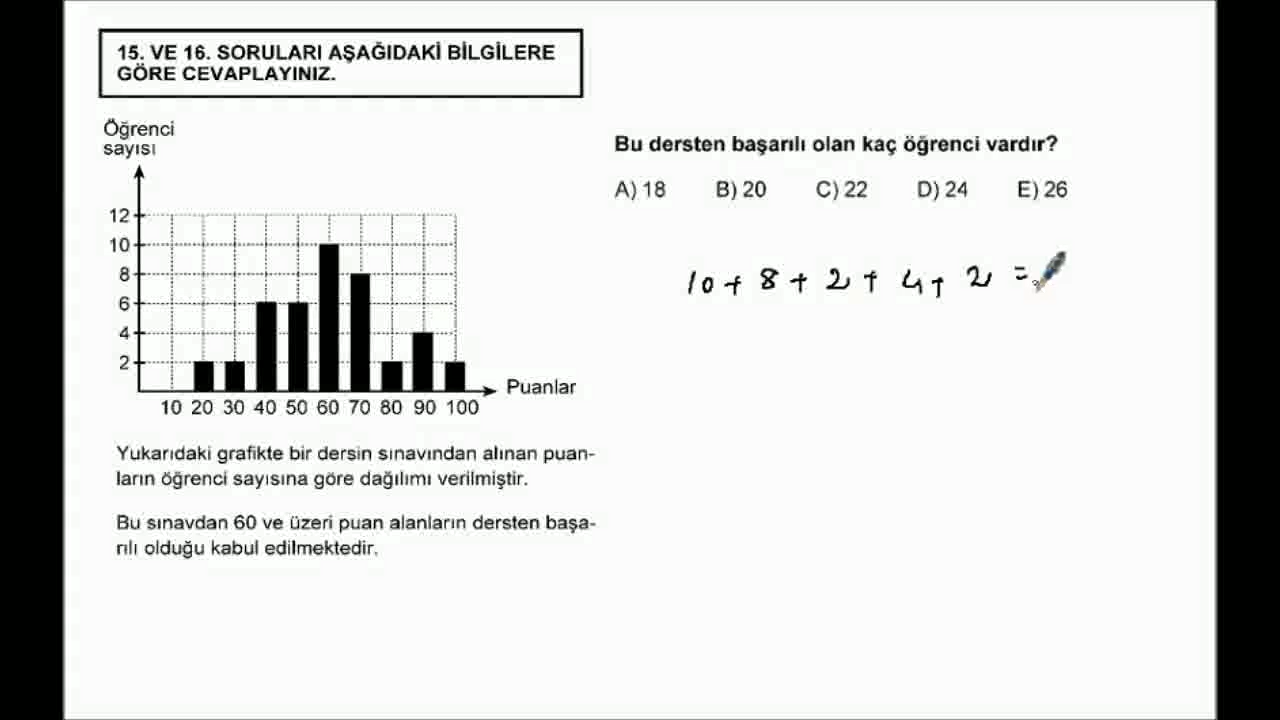 15. VE 16. SORULARI AŞAĞIDAKİ BİLGİLERE
GÖRE CEVAPLAYINIZ.
Öğrenci
sayısı
12
10
8
6
4
2
10 20 30 40 50 60 70 80 90 100
Puanlar
Yukarıdaki grafikte bir dersin sınavından alınan puan-
ların öğrenci sayısına göre dağılımı verilmiştir.
Bu sınavdan 60 ve üzeri puan alanların dersten başa-
rılı olduğu kabul edilmektedir.
Bu dersten başarılı olan kaç öğrenci vardır?
A) 18 B) 20 C) 22 D) 24 E) 26
10 + 8 + 2 + 4 + 2 =